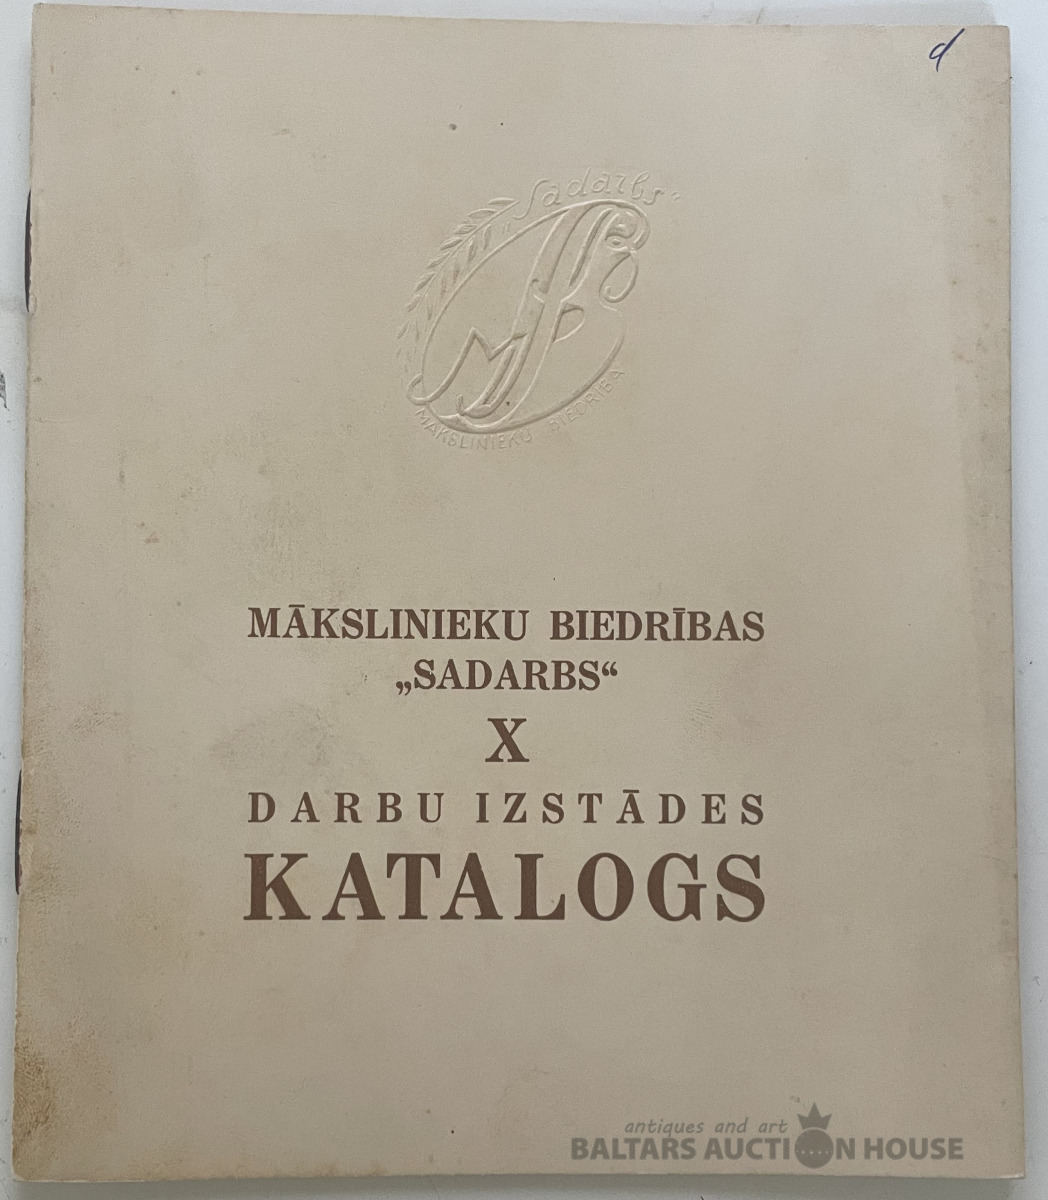 „Sadarbs“
MĀKSLINIEKU BIEDRĪBA
MĀKSLINIEKU BIEDRĪBAS
„SADARBS“
X
DARBU IZSTĀDES
KATALOGS
antiques and art
BALTARS AUCTION HOUSE